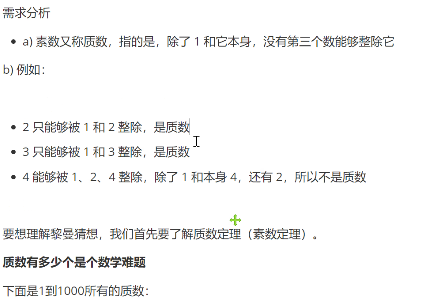 需求分析
a) 素数又称质数，指的是，除了 1 和它本身，没有第三个数能够整除它
b) 例如：
2 只能够被 1 和 2 整除，是质数
3 只能够被 1 和 3 整除，是质数
4 能够被 1、2、4 整除，除了 1 和本身 4，还有 2，所以不是质数
要想理解黎曼猜想，我们首先要了解质数定理（素数定理）。
质数有多少个是个数学难题
下面是1到1000所有的质数：